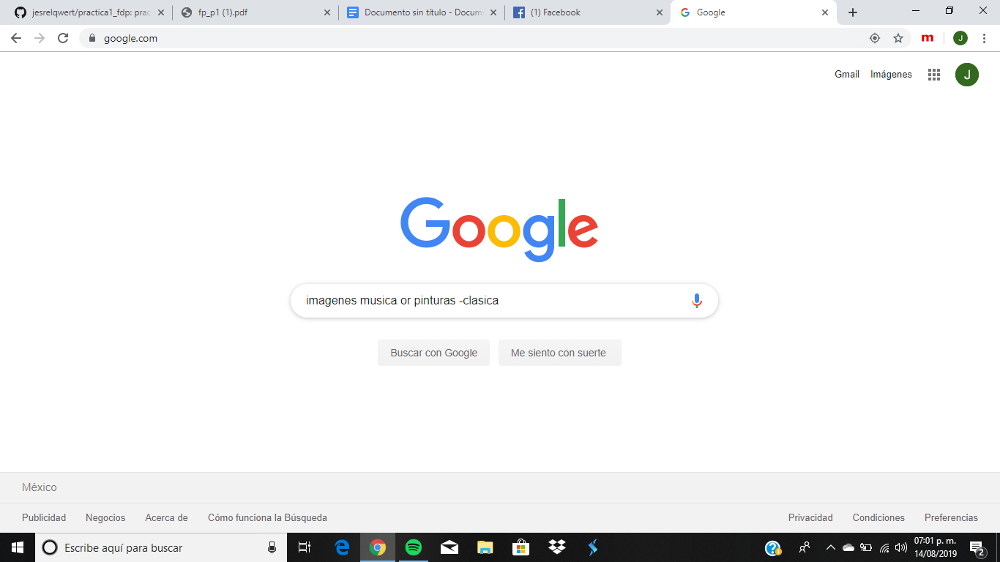 jesrelqwert/practica1_fdp: prac
fp_p1 (1).pdf
Documento sin título - Docum
(1) Facebook
Google
google.com
m
J
Gmail
Imágenes
J
Google
imagenes musica or pinturas -clasica
Buscar con Google
Me siento con suerte
México
Publicidad
Negocios
Acerca de
Cómo funciona la Búsqueda
Privacidad
Condiciones
Preferencias
Escribe aquí para buscar
07:01 p. m.
14/08/2019
2